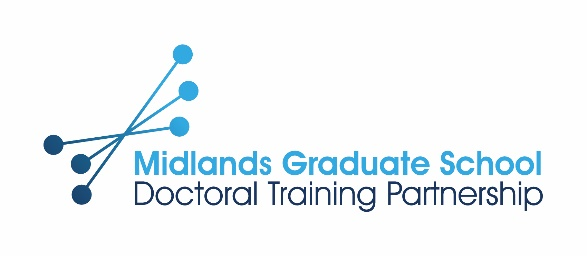 Midlands Graduate School
Doctoral Training Partnership